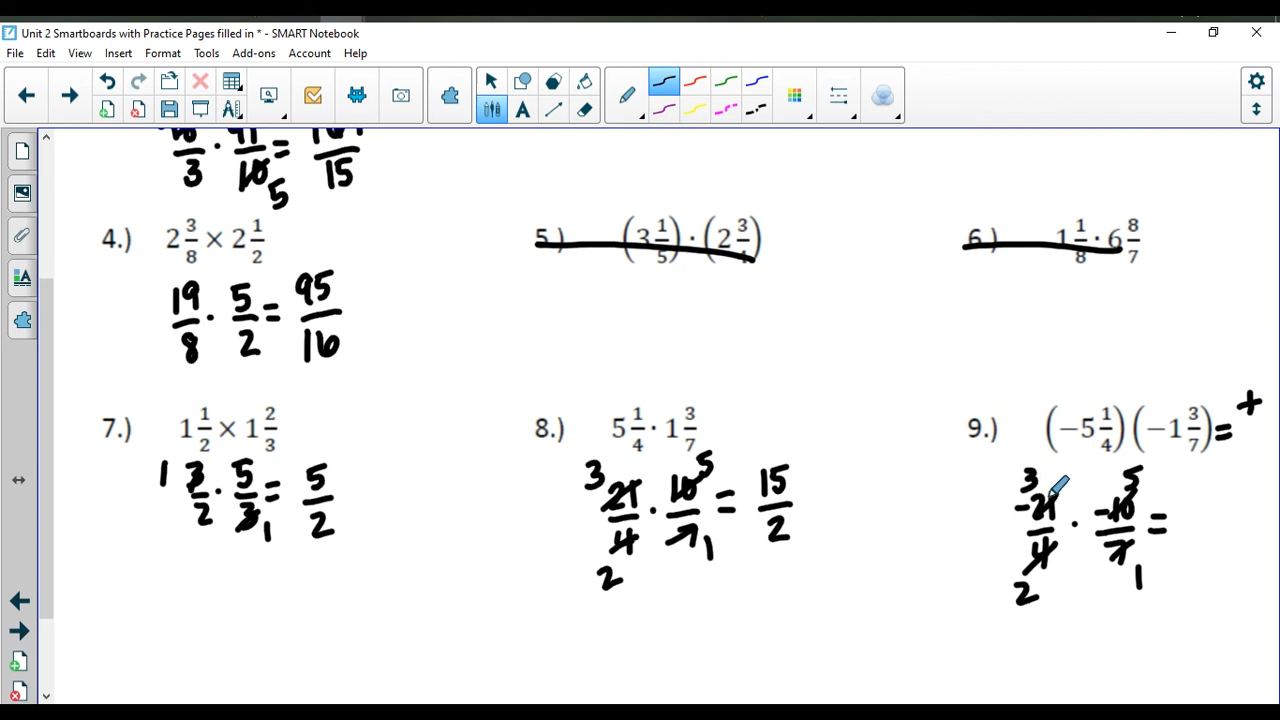 Unit 2 Smartboards with Practice Pages filled in * - SMART Notebook
File Edit View Insert Format Tools Add-ons Account Help
3 · 10 = 15
5
4.) 2 3/8 × 2 1/2
5.) (3 1/5) · (2 3/4)
6.) 1 1/8 · 6 8/7
19/8 · 5/2 = 95/16
7.) 1 1/2 × 1 2/3
8.) 5 1/4 · 1 3/7
9.) (−5 1/4)(−1 3/7) = +
1 3/2 · 5/3 = 5/2
1
3 21/4 · 10/7 5 = 15/2
2 1
3 5
-21/4 · -10/7 =
2 1